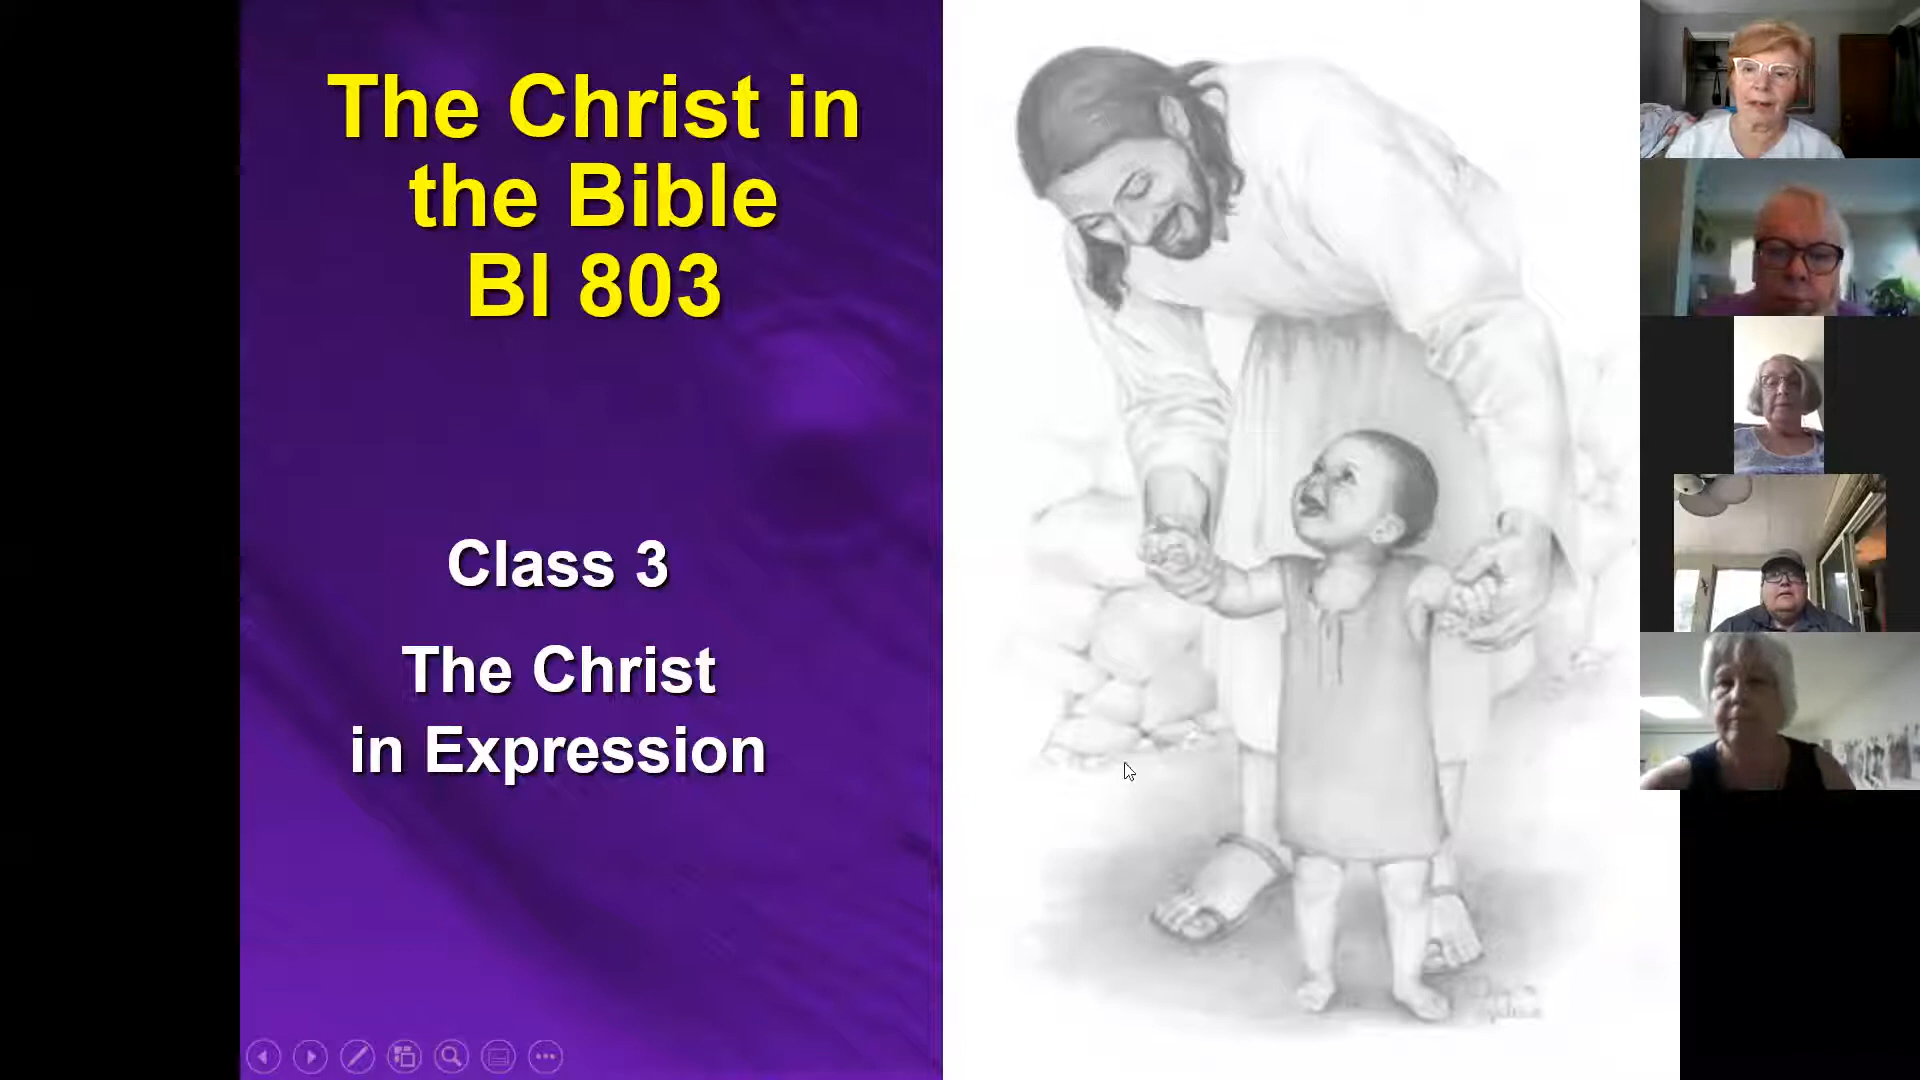 The Christ in
the Bible
BI 803
Class 3
The Christ
in Expression